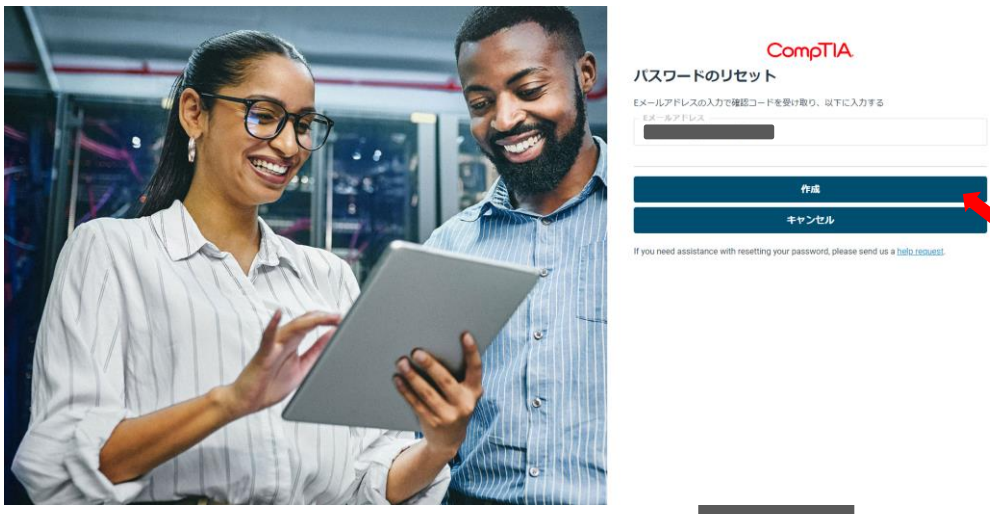 CompTIA
パスワードのリセット
Eメールアドレスの入力で確認コードを受け取り、以下に入力する
Eメールアドレス
作成
キャンセル
If you need assistance with resetting your password, please send us a help request.